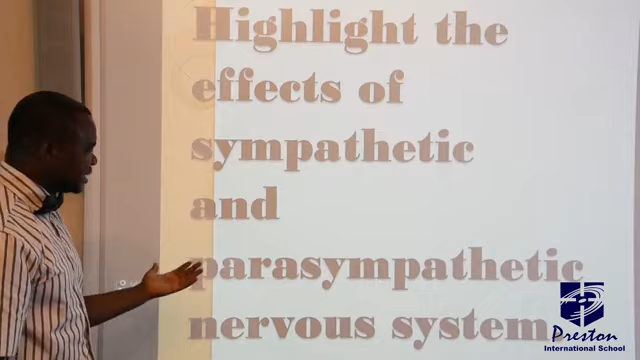 Highlight the
effects of
sympathetic
and
parasympathetic
nervous system
Preston
International School